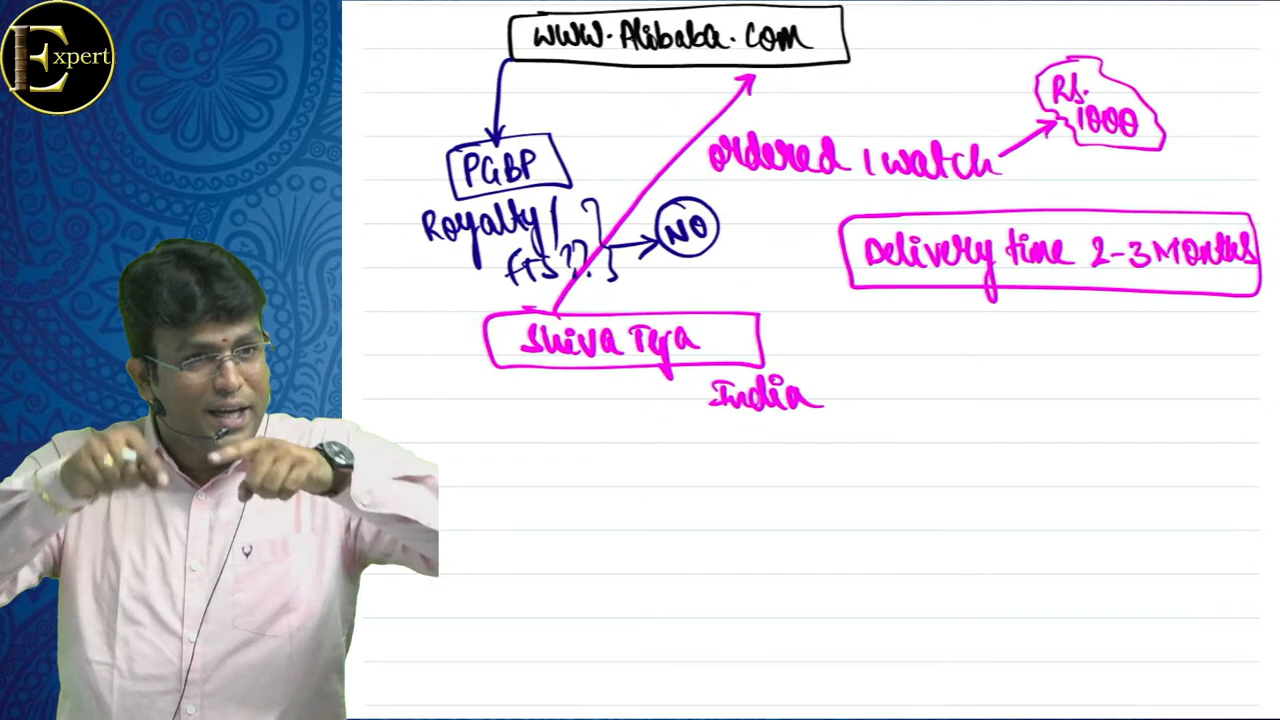 Expert
www.Alibaba.com
Rs. 1000
ordered 1 watch
PGBP
Royalty/
FTS??
NO
Delivery time 2-3 Months
Shiva Teja
India